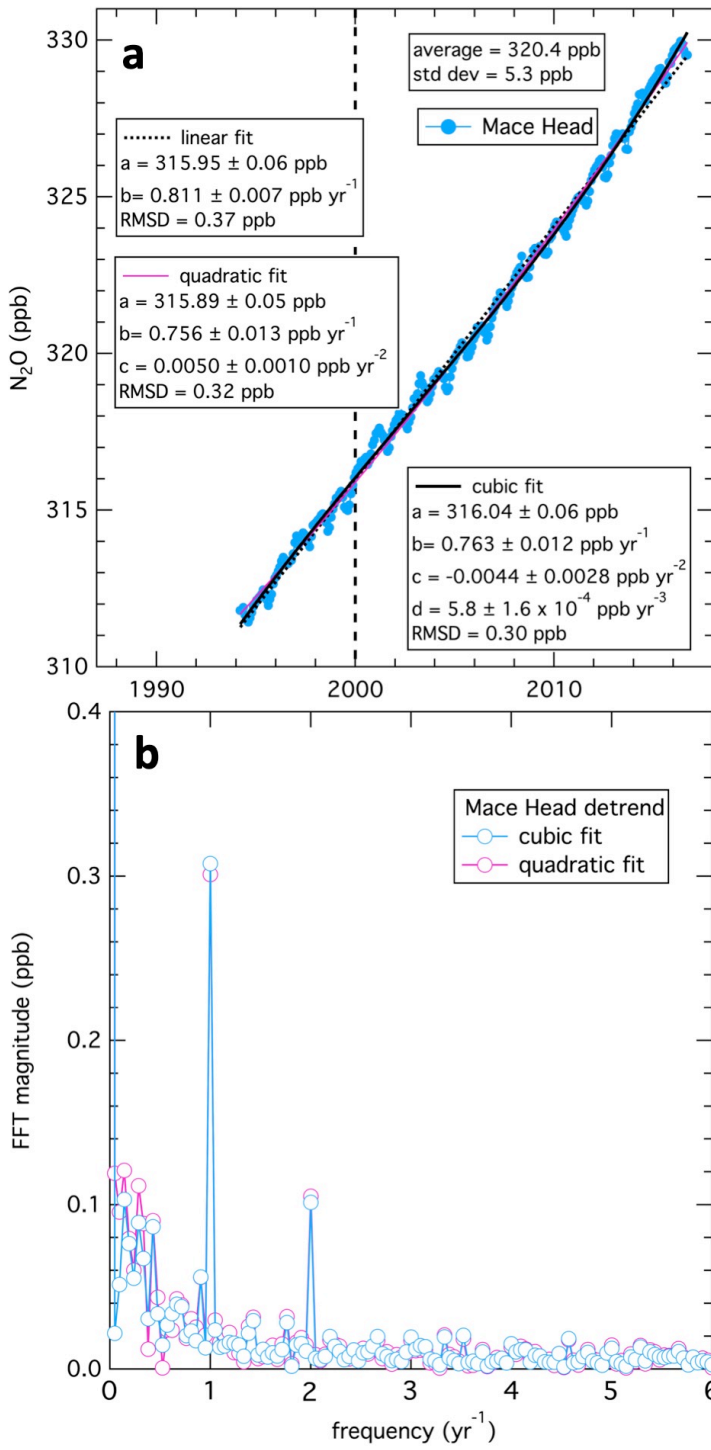 a
average = 320.4 ppb
std dev = 5.3 ppb
Mace Head
linear fit
a = 315.95 ± 0.06 ppb
b= 0.811 ± 0.007 ppb yr⁻¹
RMSD = 0.37 ppb
quadratic fit
a = 315.89 ± 0.05 ppb
b= 0.756 ± 0.013 ppb yr⁻¹
c = 0.0050 ± 0.0010 ppb yr⁻²
RMSD = 0.32 ppb
cubic fit
a = 316.04 ± 0.06 ppb
b= 0.763 ± 0.012 ppb yr⁻¹
c = -0.0044 ± 0.0028 ppb yr⁻²
d = 5.8 ± 1.6 x 10⁻⁴ ppb yr⁻³
RMSD = 0.30 ppb
N₂O (ppb)
330
325
320
315
310
1990 2000 2010
b
Mace Head detrend
cubic fit
quadratic fit
FFT magnitude (ppb)
0.4
0.3
0.2
0.1
0.0
0 1 2 3 4 5 6
frequency (yr⁻¹)